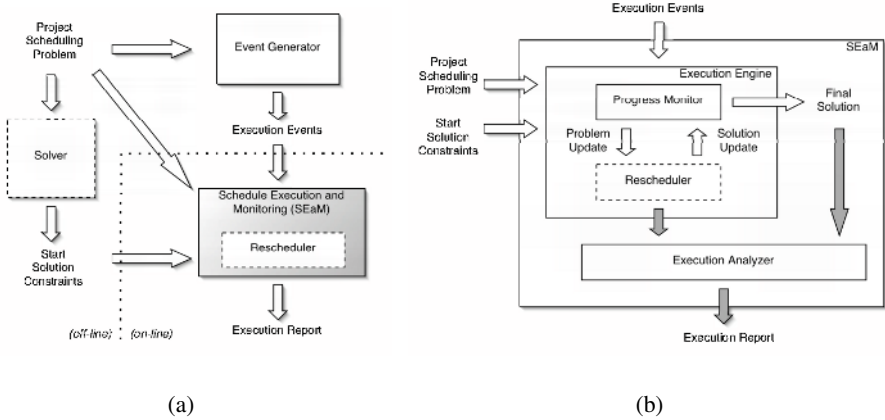 Project
Scheduling
Problem
Event Generator
Execution Events
Solver
Schedule Execution and
Monitoring (SEaM)
Rescheduler
Start
Solution
Constraints
Execution Report
(off-line)
(on-line)
(a)
Execution Events
SEaM
Project
Scheduling
Problem
Execution Engine
Progress Monitor
Final
Solution
Start
Solution
Constraints
Problem
Update
Solution
Update
Rescheduler
Execution Analyzer
Execution Report
(b)